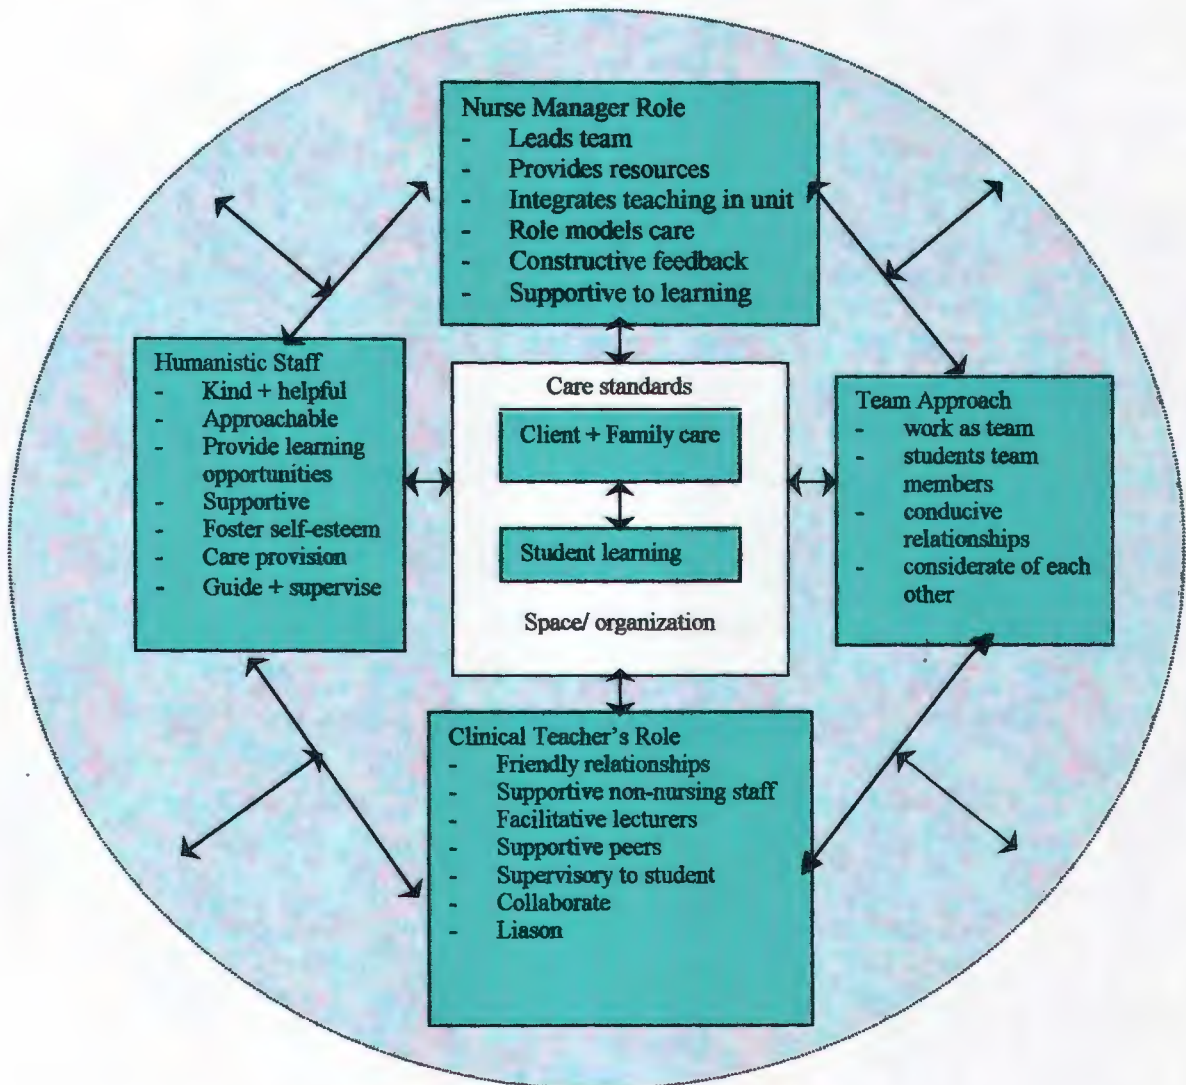 Nurse Manager Role
- Leads team
- Provides resources
- Integrates teaching in unit
- Role models care
- Constructive feedback
- Supportive to learning
Humanistic Staff
- Kind + helpful
- Approachable
- Provide learning
opportunities
- Supportive
- Foster self-esteem
- Care provision
- Guide + supervise
Care standards
Client + Family care
Student learning
Space/ organization
Team Approach
- work as team
- students team
members
- conducive
relationships
- considerate of each
other
Clinical Teacher's Role
- Friendly relationships
- Supportive non-nursing staff
- Facilitative lecturers
- Supportive peers
- Supervisory to student
- Collaborate
- Liason